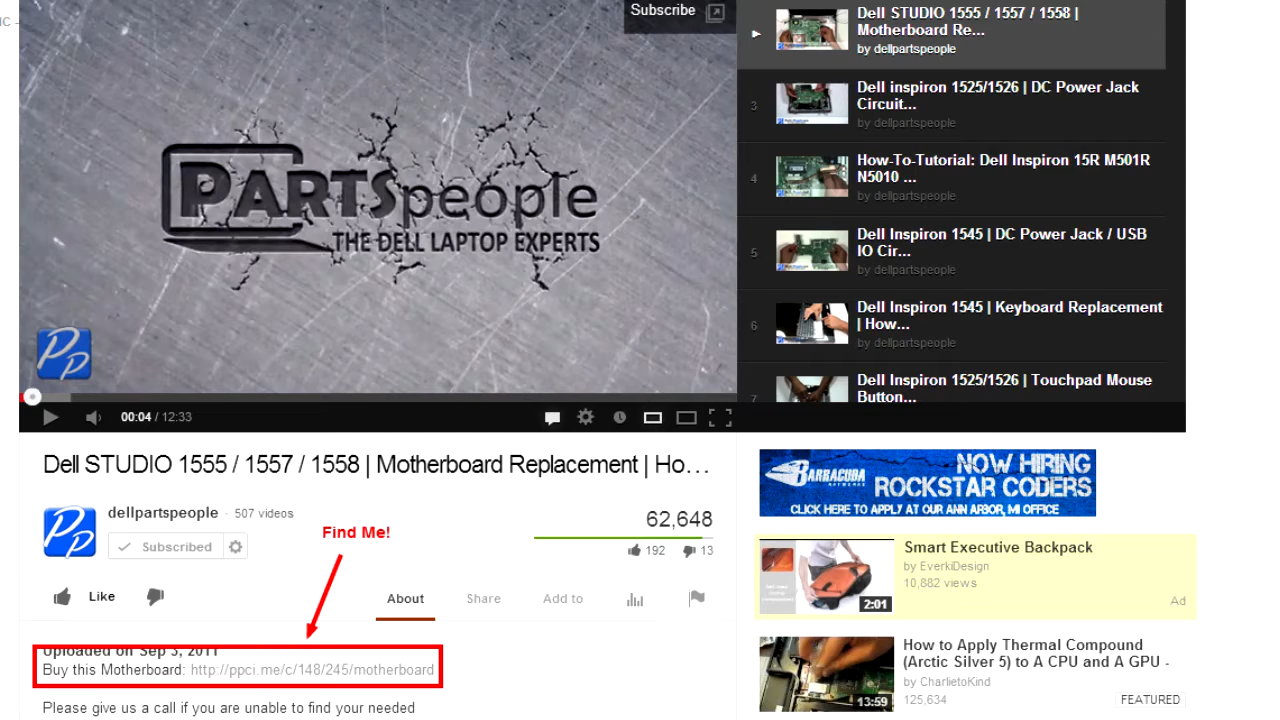 Subscribe
PARTSpeople
THE DELL LAPTOP EXPERTS
PP
00:04 / 12:33
Dell STUDIO 1555 / 1557 / 1558 |
Motherboard Re...
by dellpartspeople
3
Dell inspiron 1525/1526 | DC Power Jack
Circuit...
by dellpartspeople
4
How-To-Tutorial: Dell Inspiron 15R M501R
N5010 ...
by dellpartspeople
5
Dell Inspiron 1545 | DC Power Jack / USB
IO Cir...
by dellpartspeople
6
Dell Inspiron 1545 | Keyboard Replacement
| How...
by dellpartspeople
7
Dell Inspiron 1525/1526 | Touchpad Mouse
Button...
Dell STUDIO 1555 / 1557 / 1558 | Motherboard Replacement | Ho...
PP
dellpartspeople · 507 videos
Subscribed
Find Me!
62,648
192 13
Like
About Share Add to
Uploaded on Sep 3, 2011
Buy this Motherboard: http://ppci.me/c/148/245/motherboard
Please give us a call if you are unable to find your needed
BARRACUDA
NETWORKS
NOW HIRING
ROCKSTAR CODERS
CLICK HERE TO APPLY AT OUR ANN ARBOR, MI OFFICE
Smart Executive Backpack
by EverkiDesign
10,882 views
2:01
Ad
How to Apply Thermal Compound
(Arctic Silver 5) to A CPU and A GPU -
by CharlietoKind
125,634
13:59
FEATURED